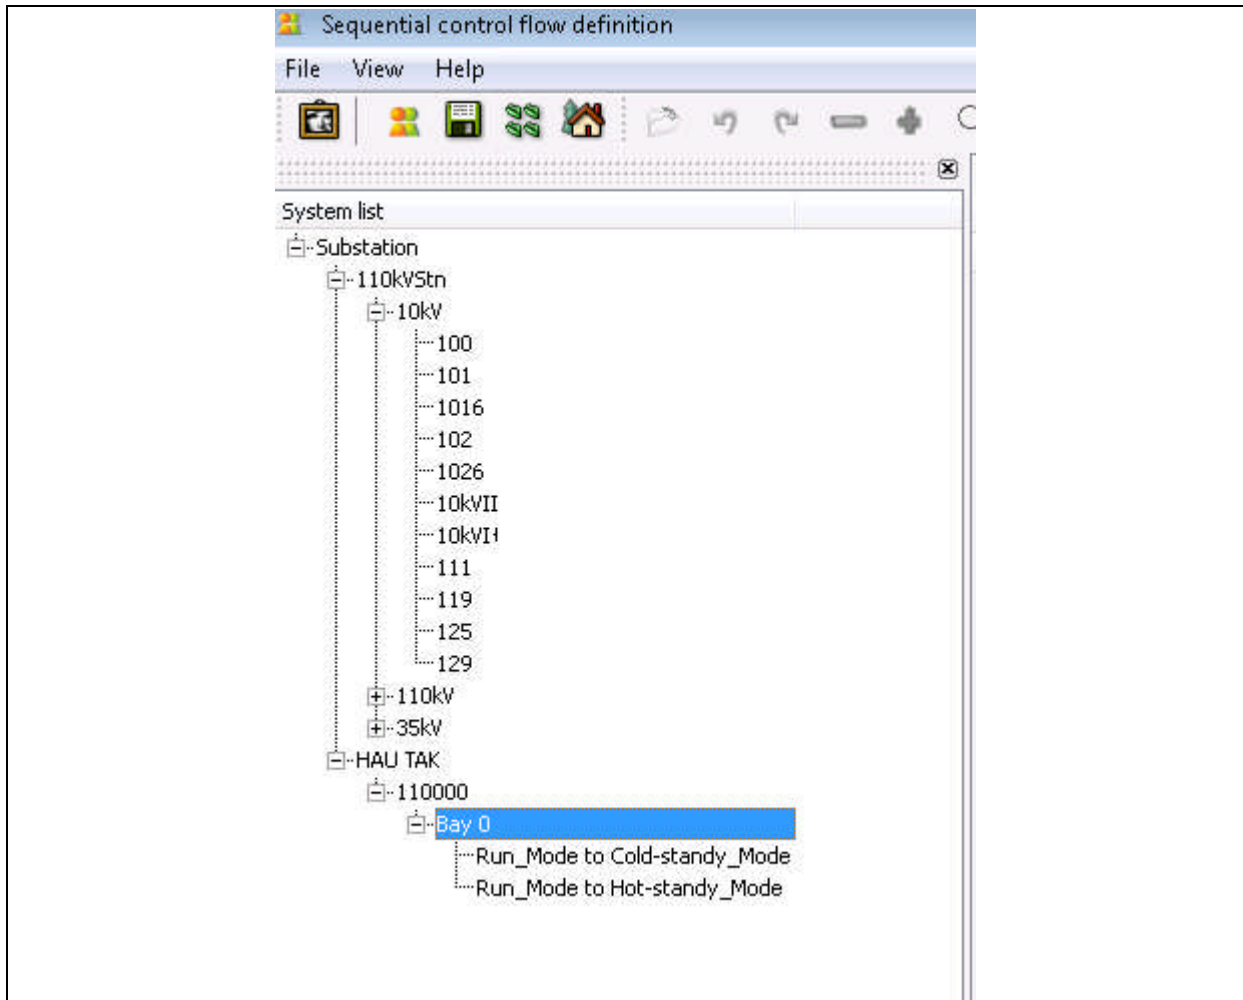 Sequential control flow definition
File View Help
System list
Substation
110kVStn
10kV
100
101
1016
102
1026
10kVII
111
119
125
129
110kV
35kV
HAU TAK
110000
Bay 0
Run_Mode to Cold-standy_Mode
Run_Mode to Hot-standy_Mode